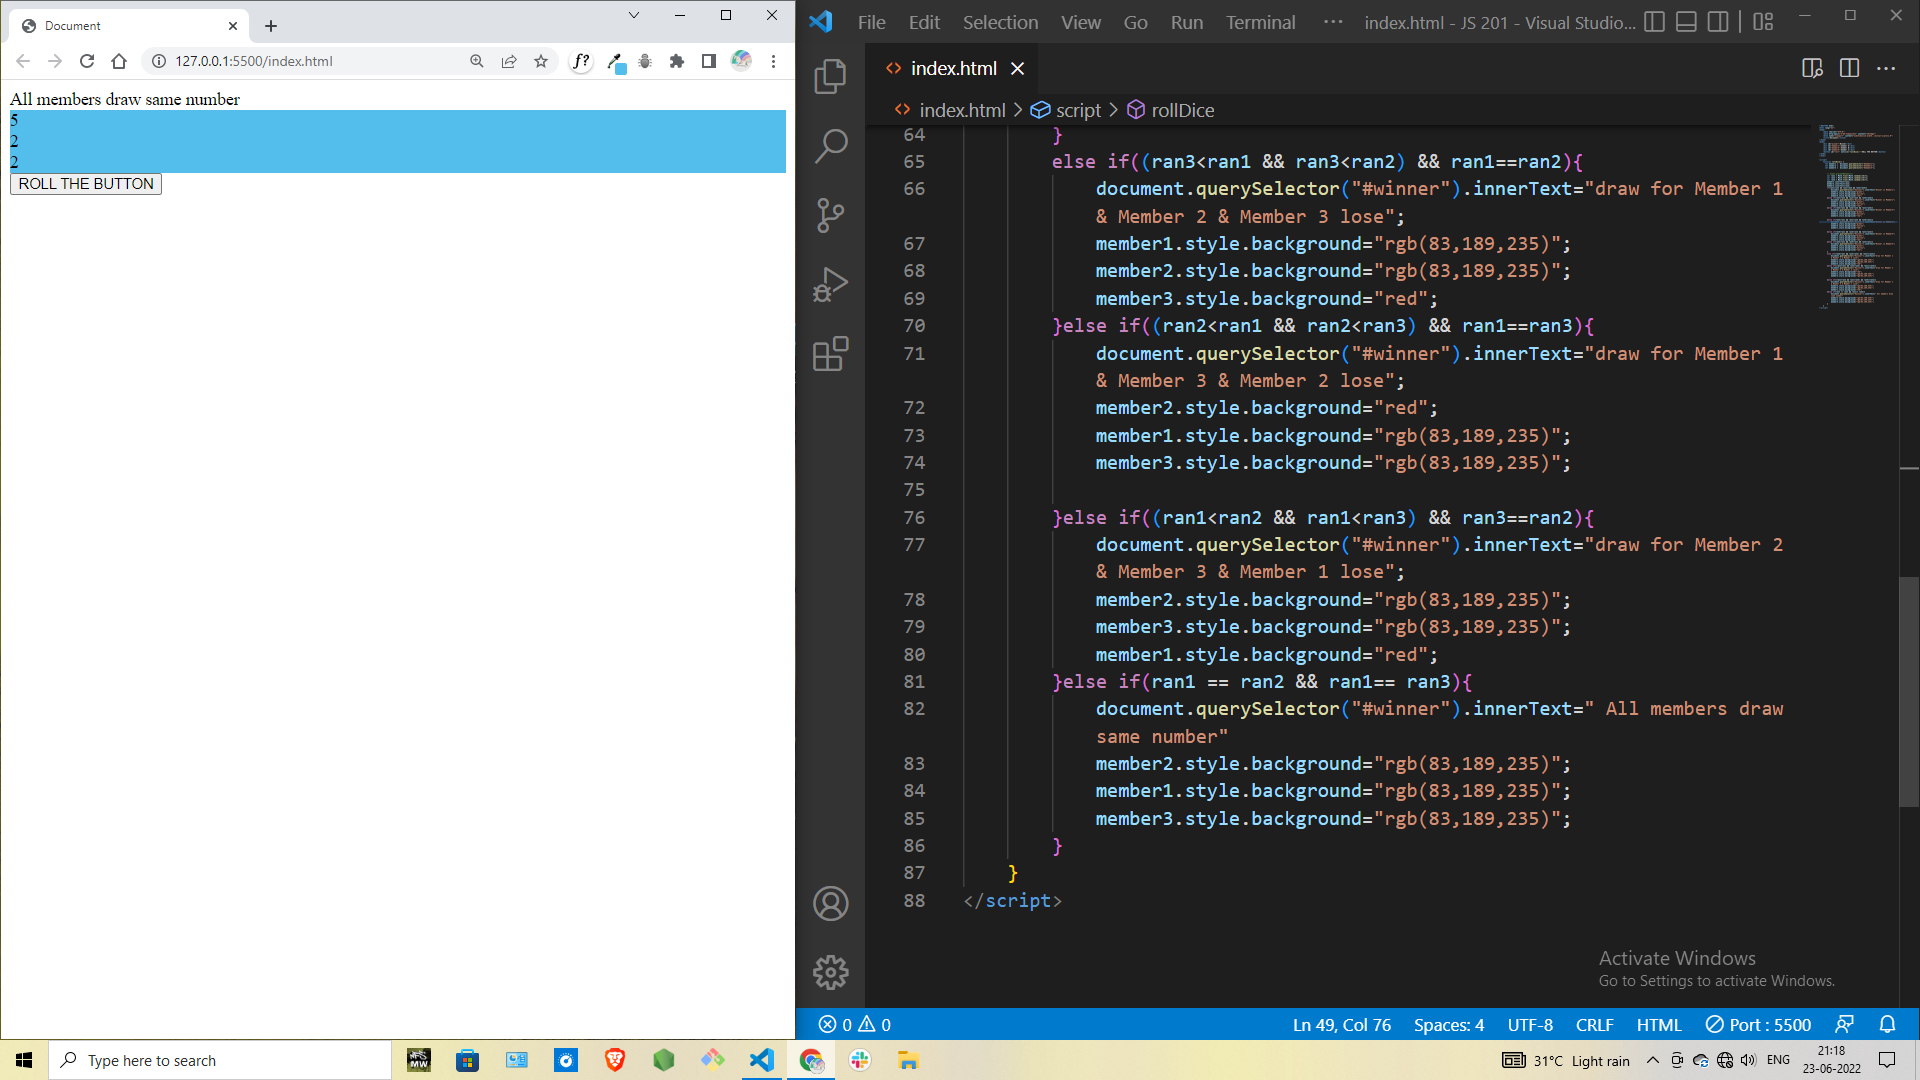 Document
127.0.0.1:5500/index.html
f?
All members draw same number
5
2
2
ROLL THE BUTTON
File Edit Selection View Go Run Terminal ··· index.html - JS 201 - Visual Studio...
index.html
index.html > script > rollDice
64 }
65 else if((ran3<ran1 && ran3<ran2) && ran1==ran2){
66 document.querySelector("#winner").innerText="draw for Member 1
& Member 2 & Member 3 lose";
67 member1.style.background="rgb(83,189,235)";
68 member2.style.background="rgb(83,189,235)";
69 member3.style.background="red";
70 }else if((ran2<ran1 && ran2<ran3) && ran1==ran3){
71 document.querySelector("#winner").innerText="draw for Member 1
& Member 3 & Member 2 lose";
72 member2.style.background="red";
73 member1.style.background="rgb(83,189,235)";
74 member3.style.background="rgb(83,189,235)";
75
76 }else if((ran1<ran2 && ran1<ran3) && ran3==ran2){
77 document.querySelector("#winner").innerText="draw for Member 2
& Member 3 & Member 1 lose";
78 member2.style.background="rgb(83,189,235)";
79 member3.style.background="rgb(83,189,235)";
80 member1.style.background="red";
81 }else if(ran1 == ran2 && ran1== ran3){
82 document.querySelector("#winner").innerText=" All members draw
same number"
83 member2.style.background="rgb(83,189,235)";
84 member1.style.background="rgb(83,189,235)";
85 member3.style.background="rgb(83,189,235)";
86 }
87 }
88 </script>
Activate Windows
Go to Settings to activate Windows.
0 0 Ln 49, Col 76 Spaces: 4 UTF-8 CRLF HTML Port : 5500
Type here to search
MW
31°C Light rain
ENG
21:18
23-06-2022